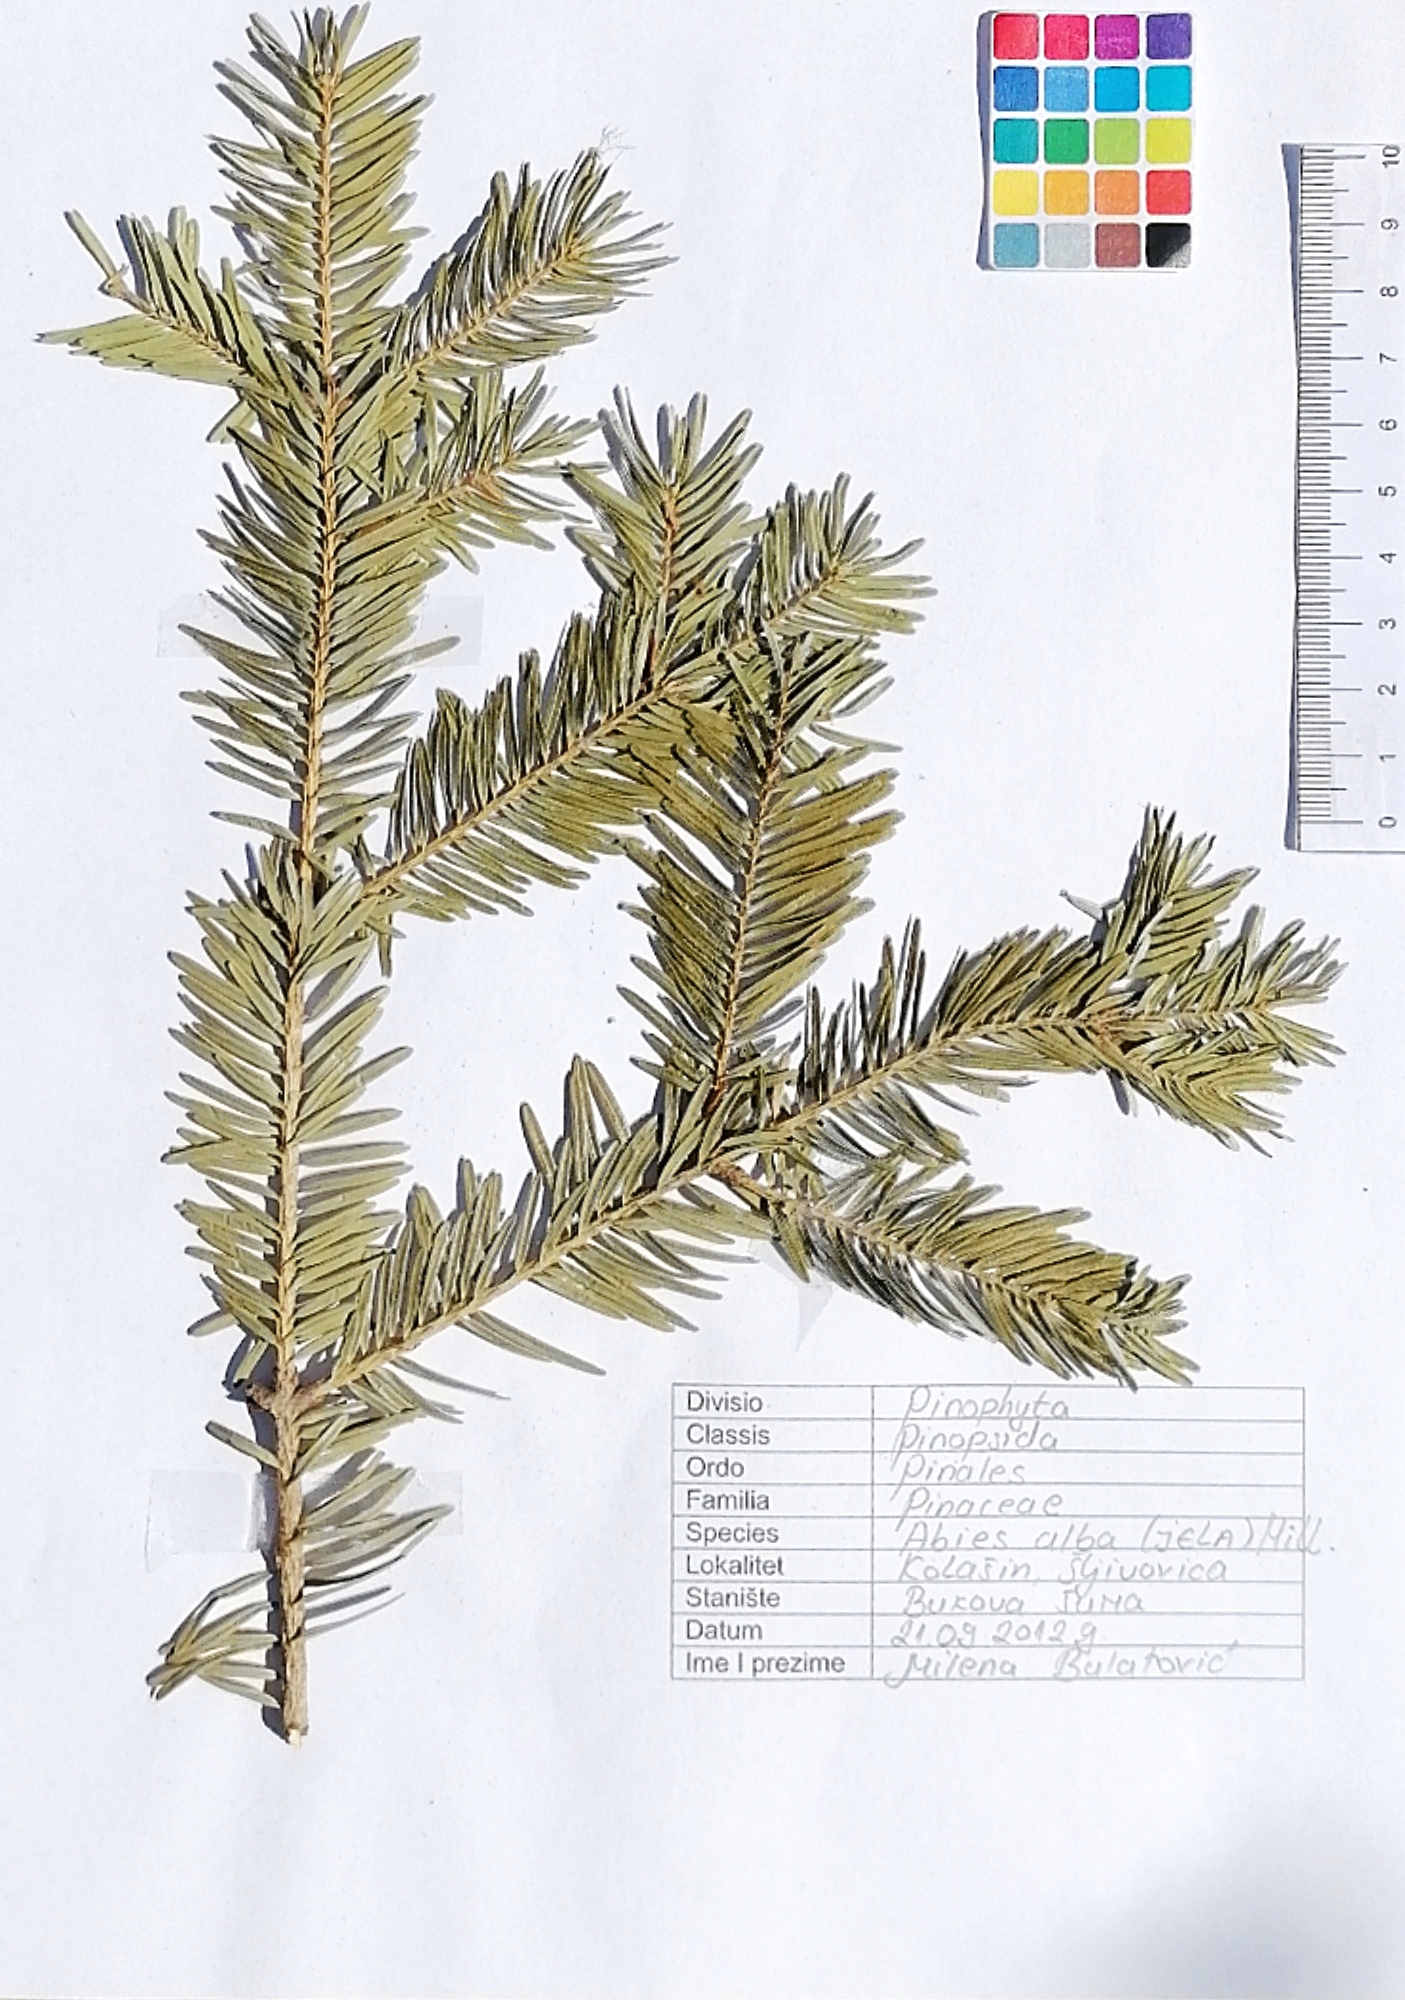 10
9
8
7
6
5
4
3
2
1
0
Divisio Pinophyta
Classis Pinopsida
Ordo Pinales
Familia Pinaceae
Species Abies alba (JELA) Mill.
Lokalitet Kolašin, Šljivovica
Stanište Bukova šuma
Datum 21.09 2012 g
Ime I prezime Milena Bulatović